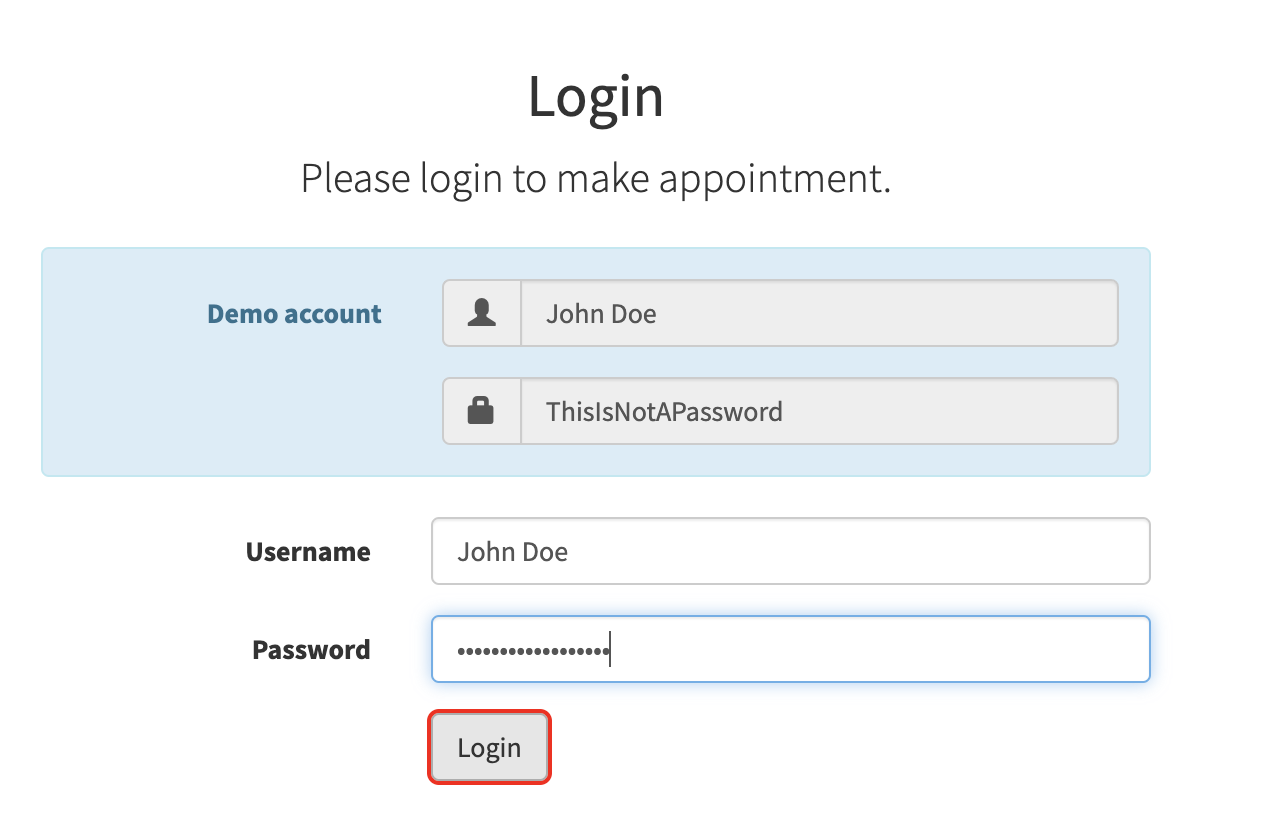 Login
Please login to make appointment.
Demo account
John Doe
ThisIsNotAPassword
Username
John Doe
Password
••••••••••••••••••
Login